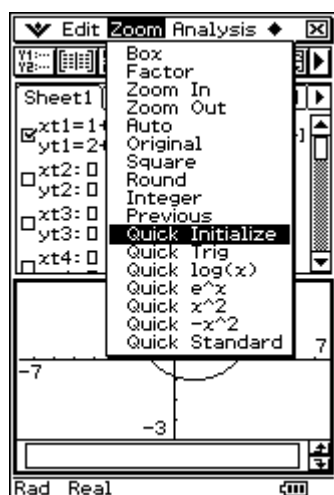 Edit Zoom Analysis
Y1:...
Y2:...
Box
Factor
Zoom In
Zoom Out
Auto
Original
Square
Round
Integer
Previous
Quick Initialize
Quick Trig
Quick log(x)
Quick e^x
Quick x^2
Quick -x^2
Quick Standard
Sheet1
xt1=1+
yt1=2+
xt2:
yt2:
xt3:
yt3:
xt4:
7
-7
-3
Rad Real